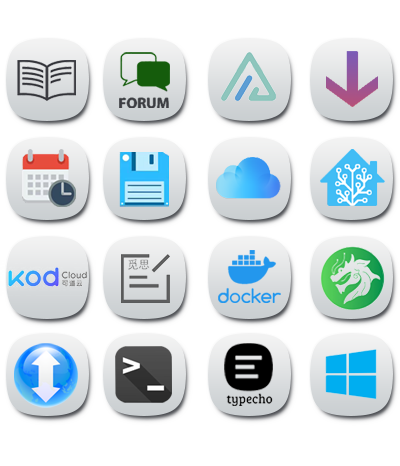 FORUM
kod Cloud
可道云
觅思
docker
>_
typecho